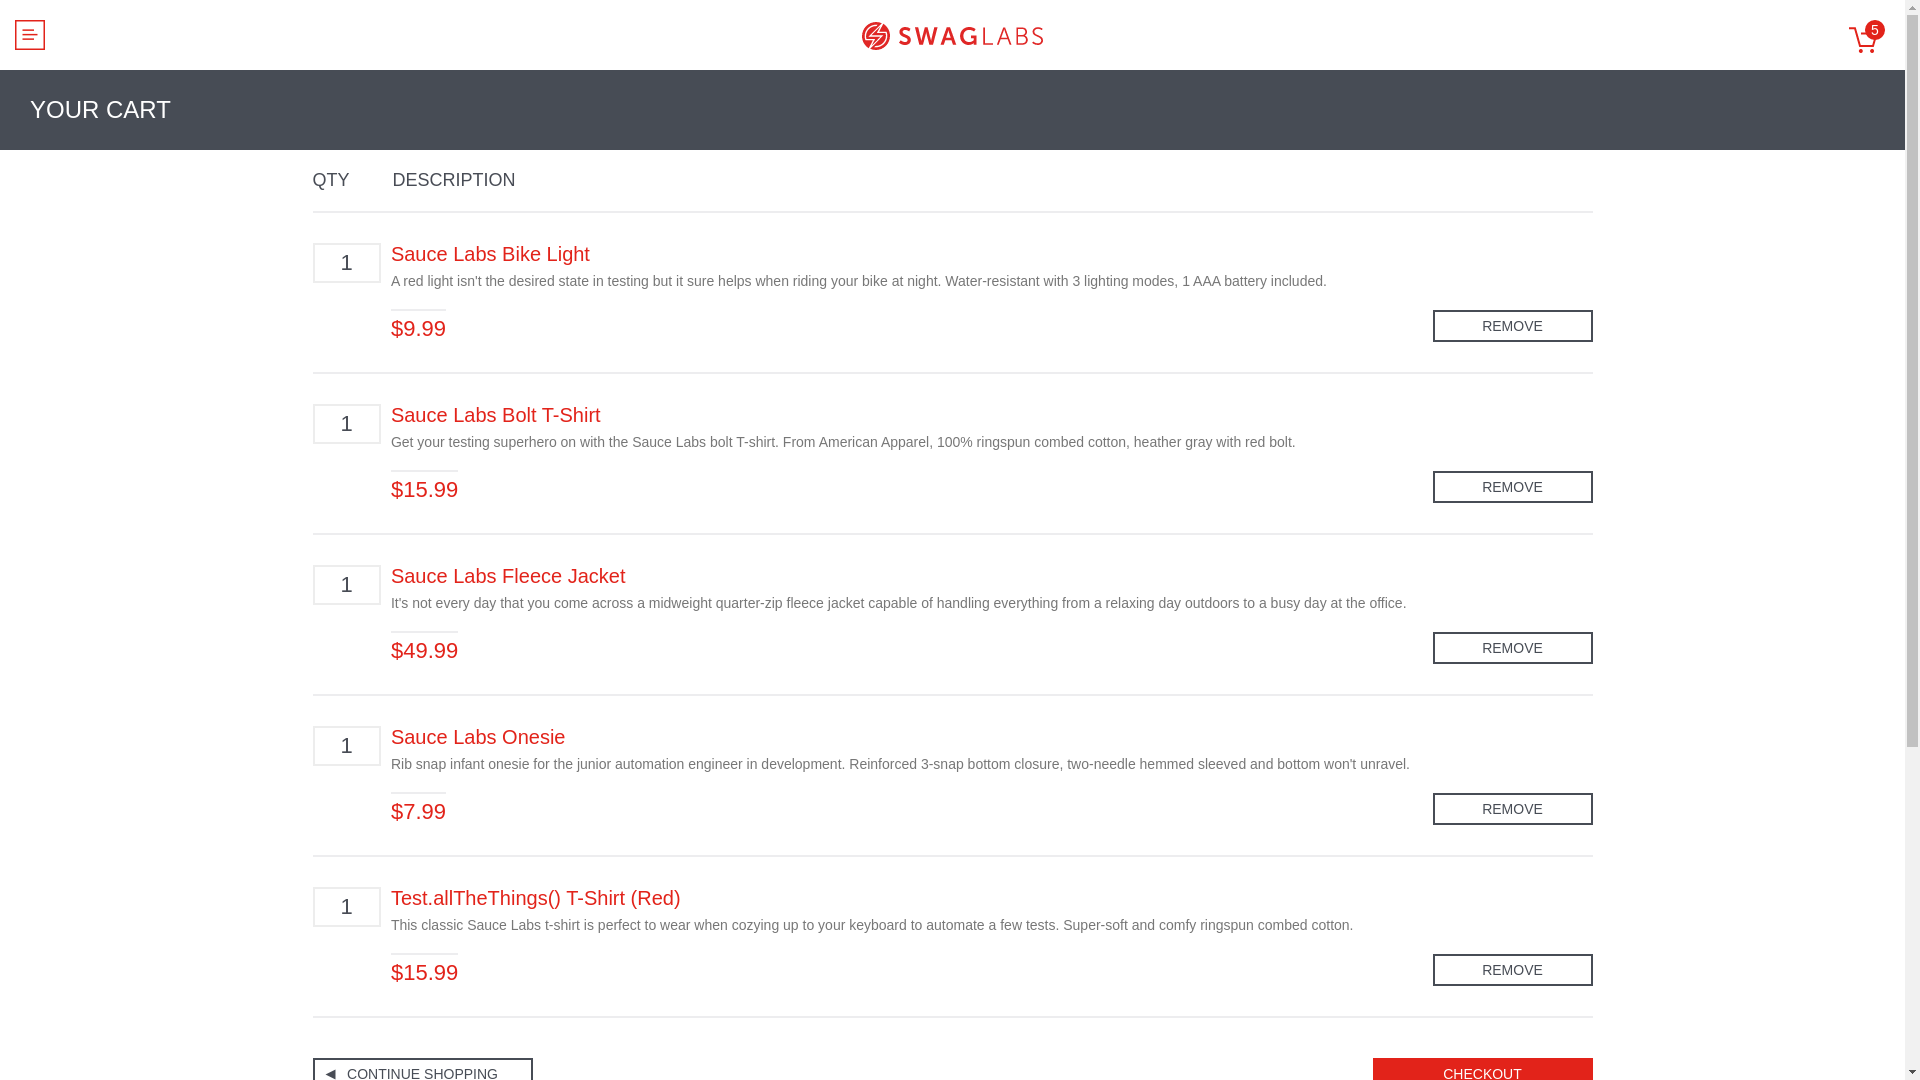 SWAGLABS
5
YOUR CART
QTY DESCRIPTION
1
Sauce Labs Bike Light
A red light isn't the desired state in testing but it sure helps when riding your bike at night. Water-resistant with 3 lighting modes, 1 AAA battery included.
$9.99
REMOVE
1
Sauce Labs Bolt T-Shirt
Get your testing superhero on with the Sauce Labs bolt T-shirt. From American Apparel, 100% ringspun combed cotton, heather gray with red bolt.
$15.99
REMOVE
1
Sauce Labs Fleece Jacket
It's not every day that you come across a midweight quarter-zip fleece jacket capable of handling everything from a relaxing day outdoors to a busy day at the office.
$49.99
REMOVE
1
Sauce Labs Onesie
Rib snap infant onesie for the junior automation engineer in development. Reinforced 3-snap bottom closure, two-needle hemmed sleeved and bottom won't unravel.
$7.99
REMOVE
1
Test.allTheThings() T-Shirt (Red)
This classic Sauce Labs t-shirt is perfect to wear when cozying up to your keyboard to automate a few tests. Super-soft and comfy ringspun combed cotton.
$15.99
REMOVE
CONTINUE SHOPPING
CHECKOUT